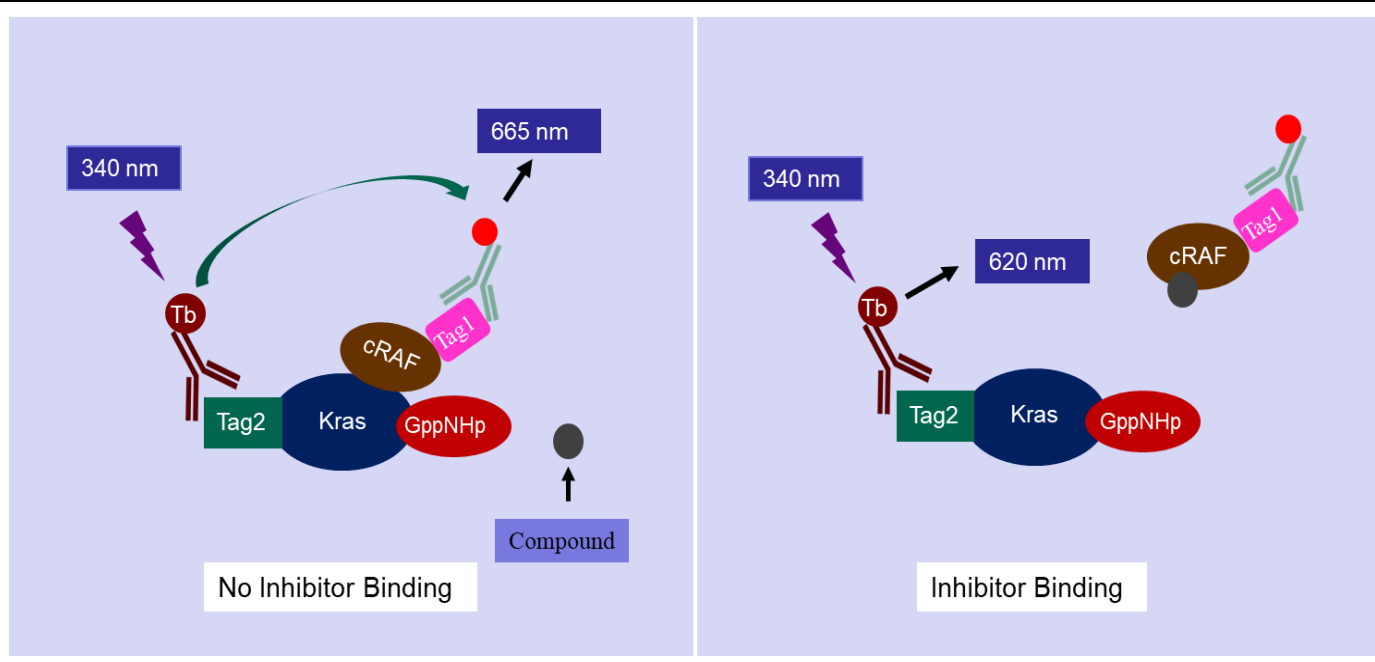 665 nm
340 nm
Tb
cRAF
Tag1
Tag2
Kras
GppNHp
Compound
No Inhibitor Binding
340 nm
620 nm
Tb
cRAF
Tag1
Tag2
Kras
GppNHp
Inhibitor Binding